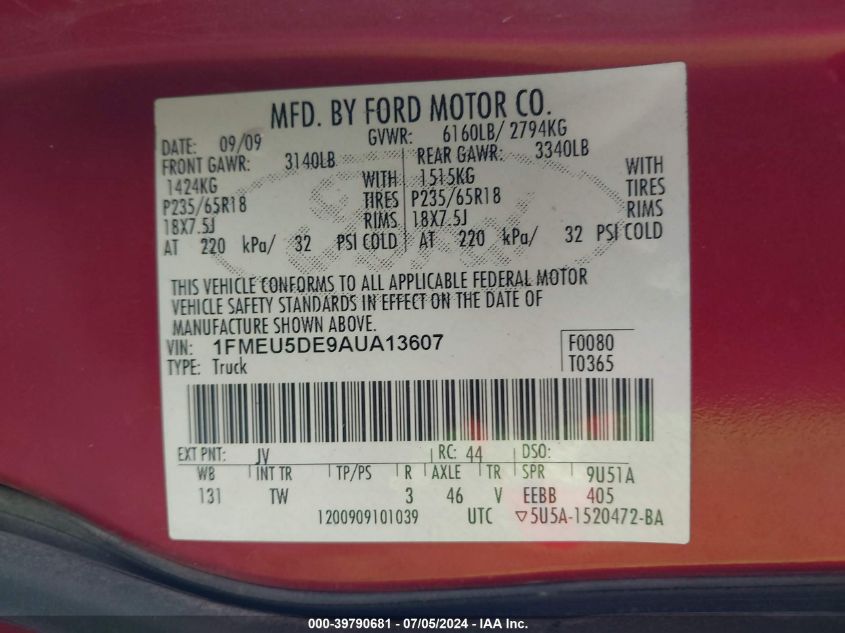 MFD. BY FORD MOTOR CO.
DATE: 09/09 GVWR: 6160LB/ 2794KG
FRONT GAWR: 3140LB REAR GAWR: 3340LB
1424KG WITH 1515KG WITH
P235/65R18 TIRES P235/65R18 TIRES
18X7.5J RIMS 18X7.5J RIMS
AT 220 kPa/ 32 PSI COLD AT 220 kPa/ 32 PSI COLD
THIS VEHICLE CONFORMS TO ALL APPLICABLE FEDERAL MOTOR
VEHICLE SAFETY STANDARDS IN EFFECT ON THE DATE OF
MANUFACTURE SHOWN ABOVE.
VIN: 1FMEU5DE9AUA13607 F0080
TYPE: Truck T0365
EXT PNT: JV RC: 44 DSO:
WB INT TR TP/PS R AXLE TR SPR 9U51A
131 TW 3 46 V EEBB 405
1200909101039 UTC ▽5U5A-1520472-BA
Ford
000-39790681 - 07/05/2024 - IAA Inc.